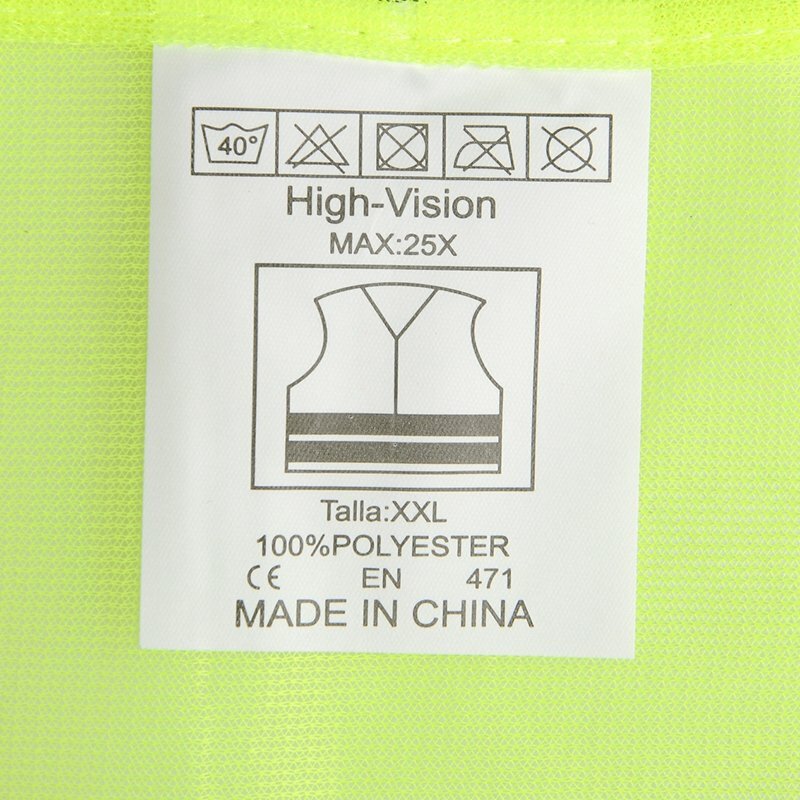 40°
High-Vision
MAX:25X
Talla:XXL
100%POLYESTER
CE EN 471
MADE IN CHINA